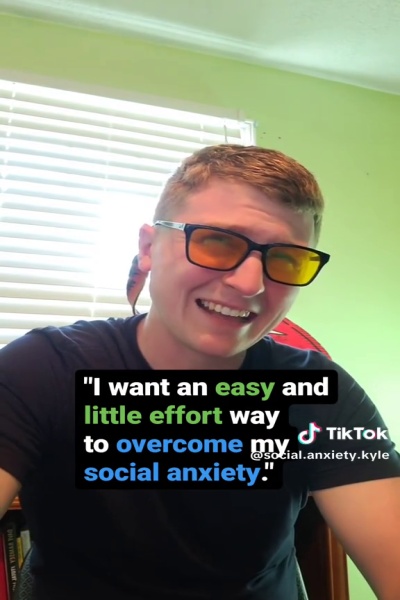 "I want an easy and
little effort way
to overcome my
social anxiety."
TikTok
@social.anxiety.kyle